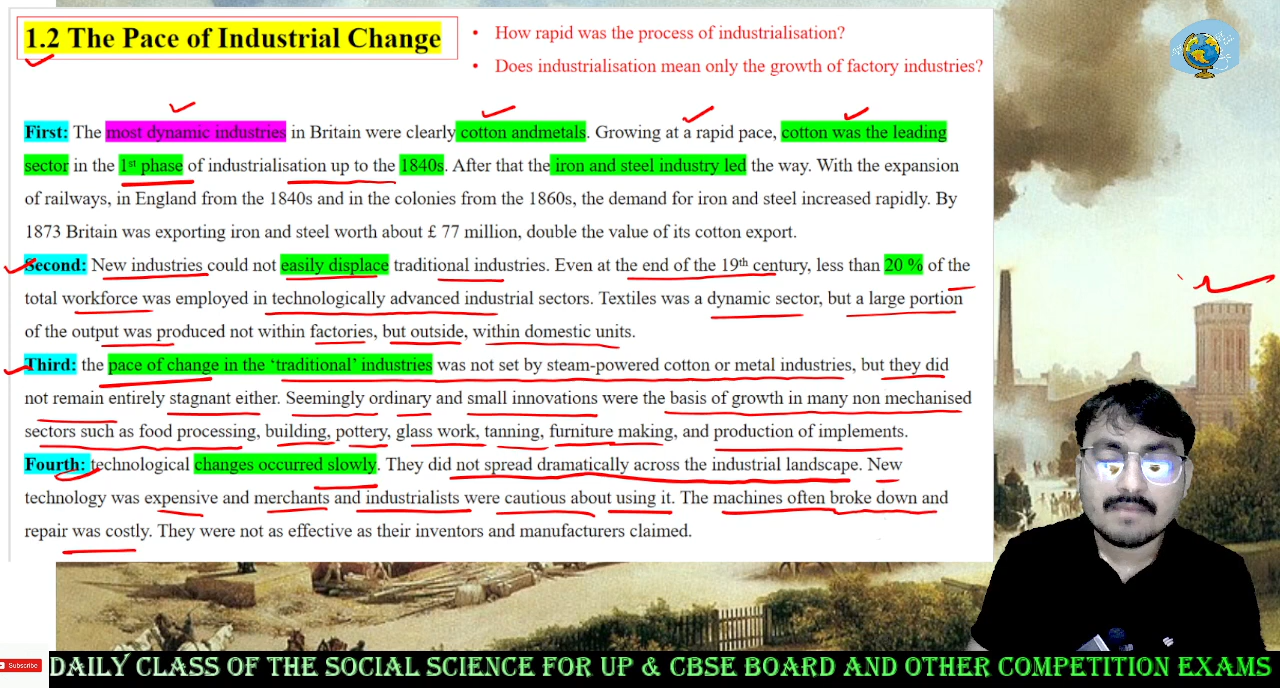 1.2 The Pace of Industrial Change
• How rapid was the process of industrialisation?
• Does industrialisation mean only the growth of factory industries?
First: The most dynamic industries in Britain were clearly cotton andmetals. Growing at a rapid pace, cotton was the leading
sector in the 1st phase of industrialisation up to the 1840s. After that the iron and steel industry led the way. With the expansion
of railways, in England from the 1840s and in the colonies from the 1860s, the demand for iron and steel increased rapidly. By
1873 Britain was exporting iron and steel worth about £ 77 million, double the value of its cotton export.
Second: New industries could not easily displace traditional industries. Even at the end of the 19th century, less than 20 % of the
total workforce was employed in technologically advanced industrial sectors. Textiles was a dynamic sector, but a large portion
of the output was produced not within factories, but outside, within domestic units.
Third: the pace of change in the ‘traditional’ industries was not set by steam-powered cotton or metal industries, but they did
not remain entirely stagnant either. Seemingly ordinary and small innovations were the basis of growth in many non mechanised
sectors such as food processing, building, pottery, glass work, tanning, furniture making, and production of implements.
Fourth: technological changes occurred slowly. They did not spread dramatically across the industrial landscape. New
technology was expensive and merchants and industrialists were cautious about using it. The machines often broke down and
repair was costly. They were not as effective as their inventors and manufacturers claimed.
Subscribe
DAILY CLASS OF THE SOCIAL SCIENCE FOR UP & CBSE BOARD AND OTHER COMPETITION EXAMS